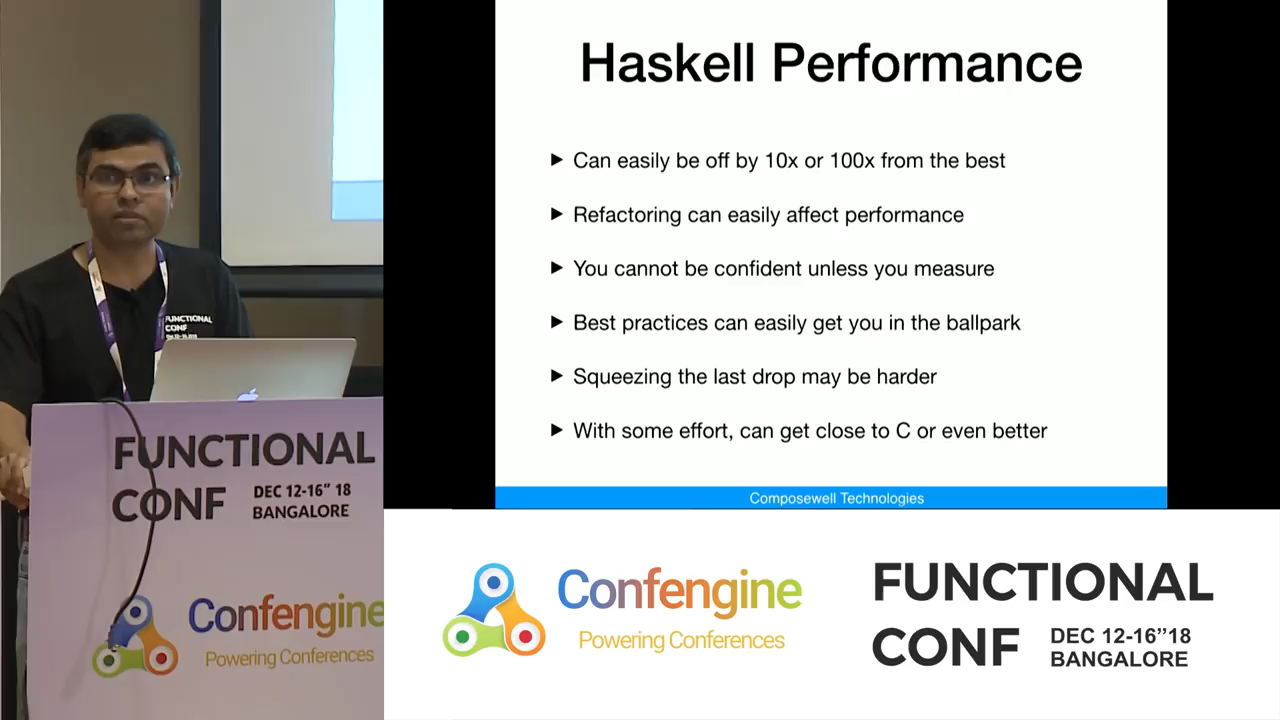 Haskell Performance
Can easily be off by 10x or 100x from the best
Refactoring can easily affect performance
You cannot be confident unless you measure
Best practices can easily get you in the ballpark
Squeezing the last drop may be harder
With some effort, can get close to C or even better
Composewell Technologies
FUNCTIONAL
CONF
FUNCTIONAL
CONF
DEC 12-16" 18
BANGALORE
Confengine
Powering Conferences
Confengine
Powering Conferences
FUNCTIONAL
CONF
DEC 12-16"18
BANGALORE